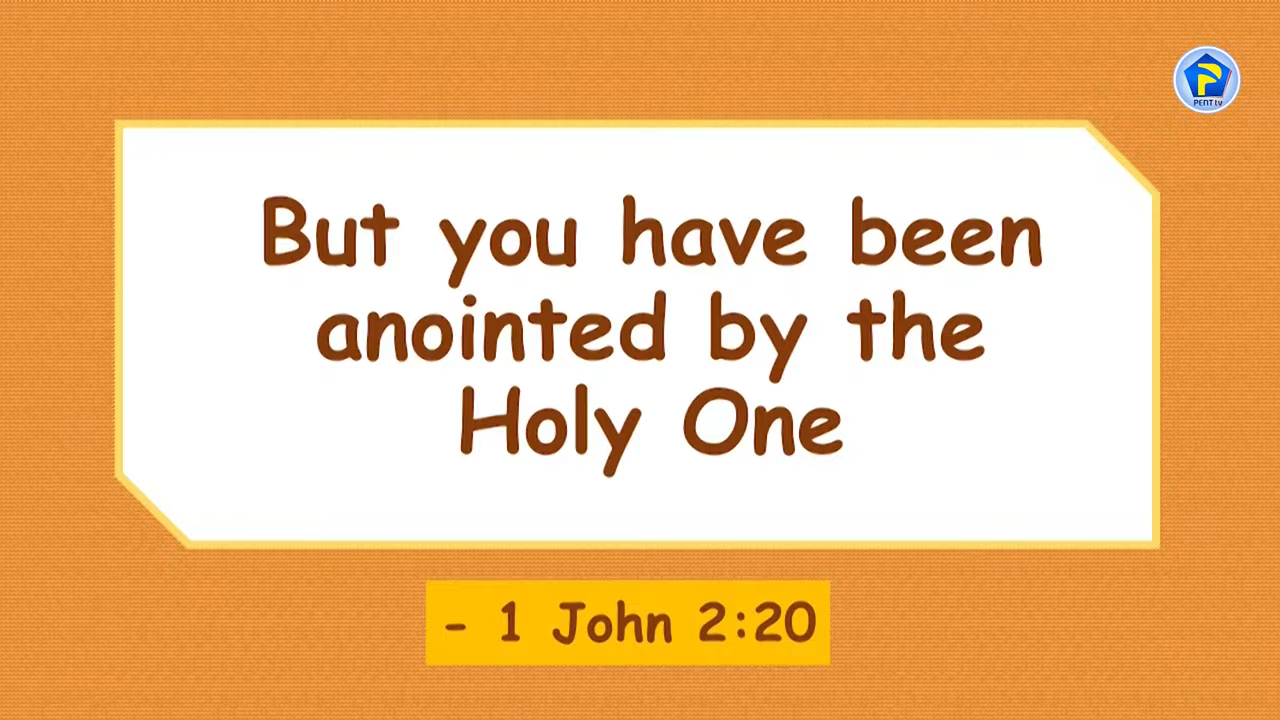 PENT tv
But you have been
anointed by the
Holy One
- 1 John 2:20